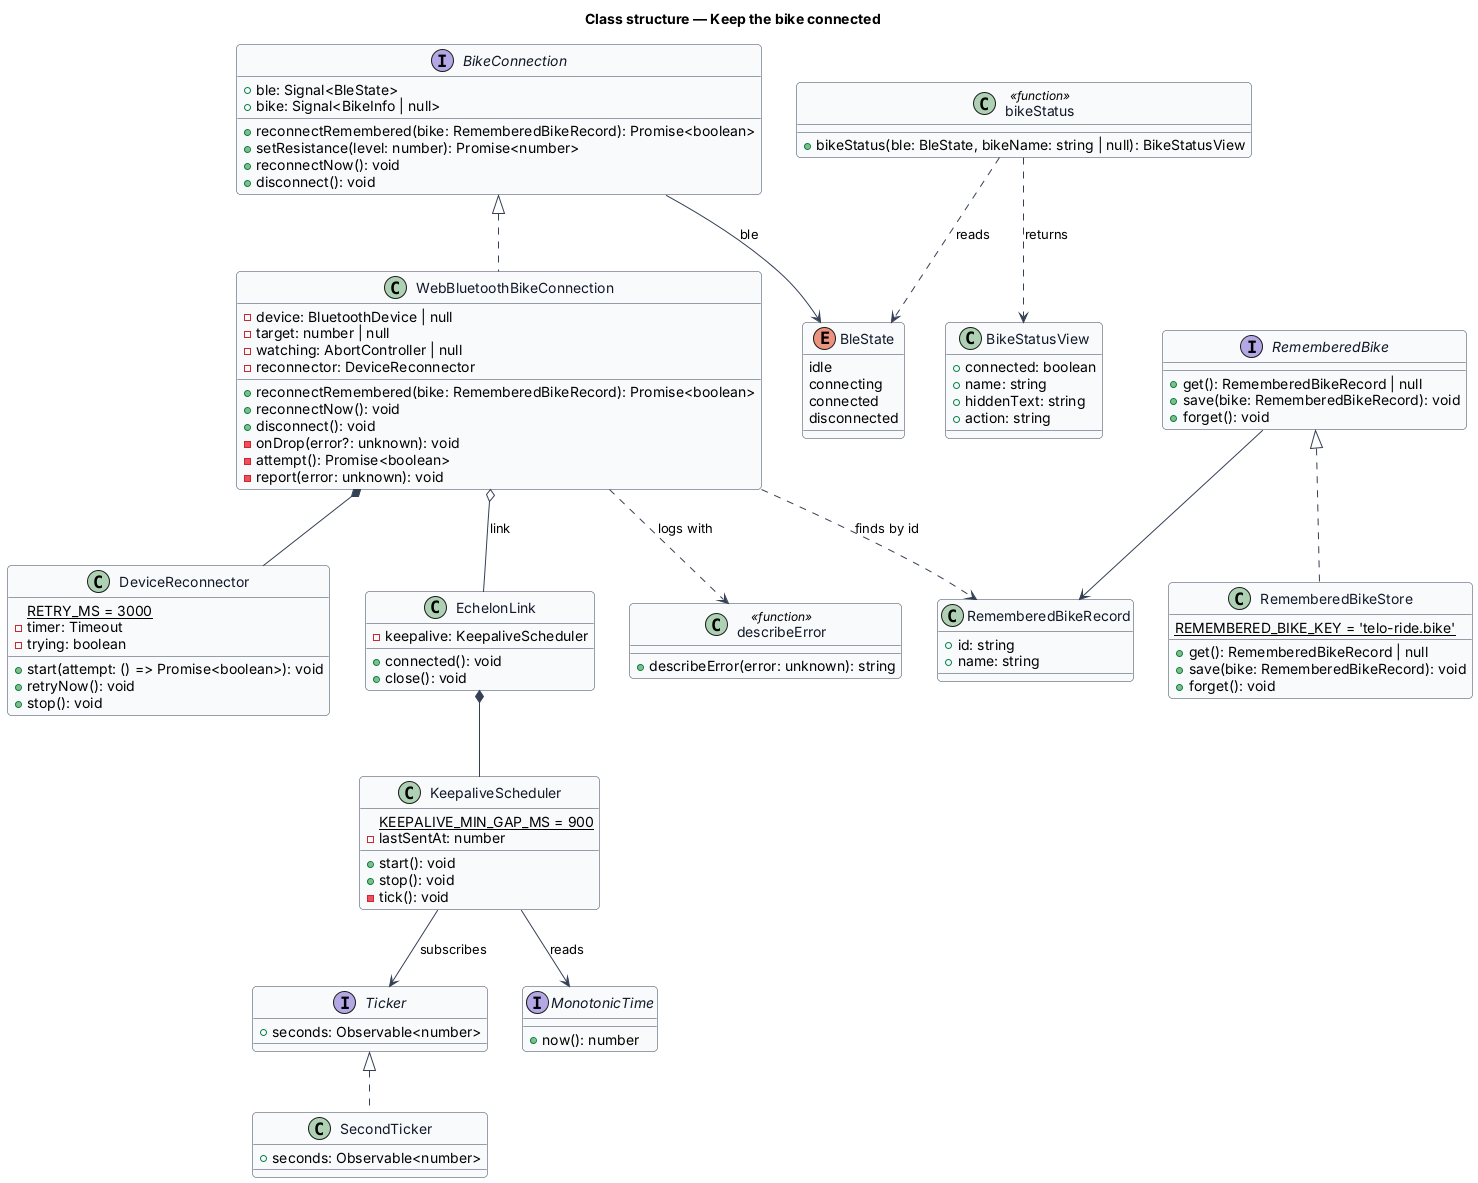 Class structure — Keep the bike connected
I BikeConnection
ble: Signal<BleState>
bike: Signal<BikeInfo | null>
reconnectRemembered(bike: RememberedBikeRecord): Promise<boolean>
setResistance(level: number): Promise<number>
reconnectNow(): void
disconnect(): void
C «function»
bikeStatus
bikeStatus(ble: BleState, bikeName: string | null): BikeStatusView
ble
reads
returns
C WebBluetoothBikeConnection
device: BluetoothDevice | null
target: number | null
watching: AbortController | null
reconnector: DeviceReconnector
reconnectRemembered(bike: RememberedBikeRecord): Promise<boolean>
reconnectNow(): void
disconnect(): void
onDrop(error?: unknown): void
attempt(): Promise<boolean>
report(error: unknown): void
E BleState
idle
connecting
connected
disconnected
C BikeStatusView
connected: boolean
name: string
hiddenText: string
action: string
I RememberedBike
get(): RememberedBikeRecord | null
save(bike: RememberedBikeRecord): void
forget(): void
link
logs with
finds by id
C DeviceReconnector
RETRY_MS = 3000
timer: Timeout
trying: boolean
start(attempt: () => Promise<boolean>): void
retryNow(): void
stop(): void
C EchelonLink
keepalive: KeepaliveScheduler
connected(): void
close(): void
C «function»
describeError
describeError(error: unknown): string
C RememberedBikeRecord
id: string
name: string
C RememberedBikeStore
REMEMBERED_BIKE_KEY = 'telo-ride.bike'
get(): RememberedBikeRecord | null
save(bike: RememberedBikeRecord): void
forget(): void
C KeepaliveScheduler
KEEPALIVE_MIN_GAP_MS = 900
lastSentAt: number
start(): void
stop(): void
tick(): void
subscribes
reads
I Ticker
seconds: Observable<number>
I MonotonicTime
now(): number
C SecondTicker
seconds: Observable<number>